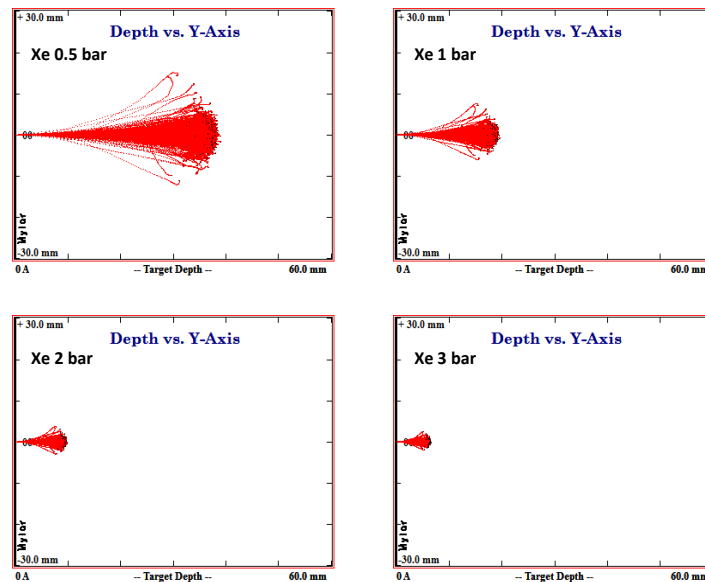 + 30.0 mm
Depth vs. Y-Axis
Xe 0.5 bar
Mylar
-30.0 mm
0 A
-- Target Depth --
60.0 mm
+ 30.0 mm
Depth vs. Y-Axis
Xe 1 bar
Mylar
-30.0 mm
0 A
-- Target Depth --
60.0 mm
+ 30.0 mm
Depth vs. Y-Axis
Xe 2 bar
Mylar
-30.0 mm
0 A
-- Target Depth --
60.0 mm
+ 30.0 mm
Depth vs. Y-Axis
Xe 3 bar
Mylar
-30.0 mm
0 A
-- Target Depth --
60.0 mm